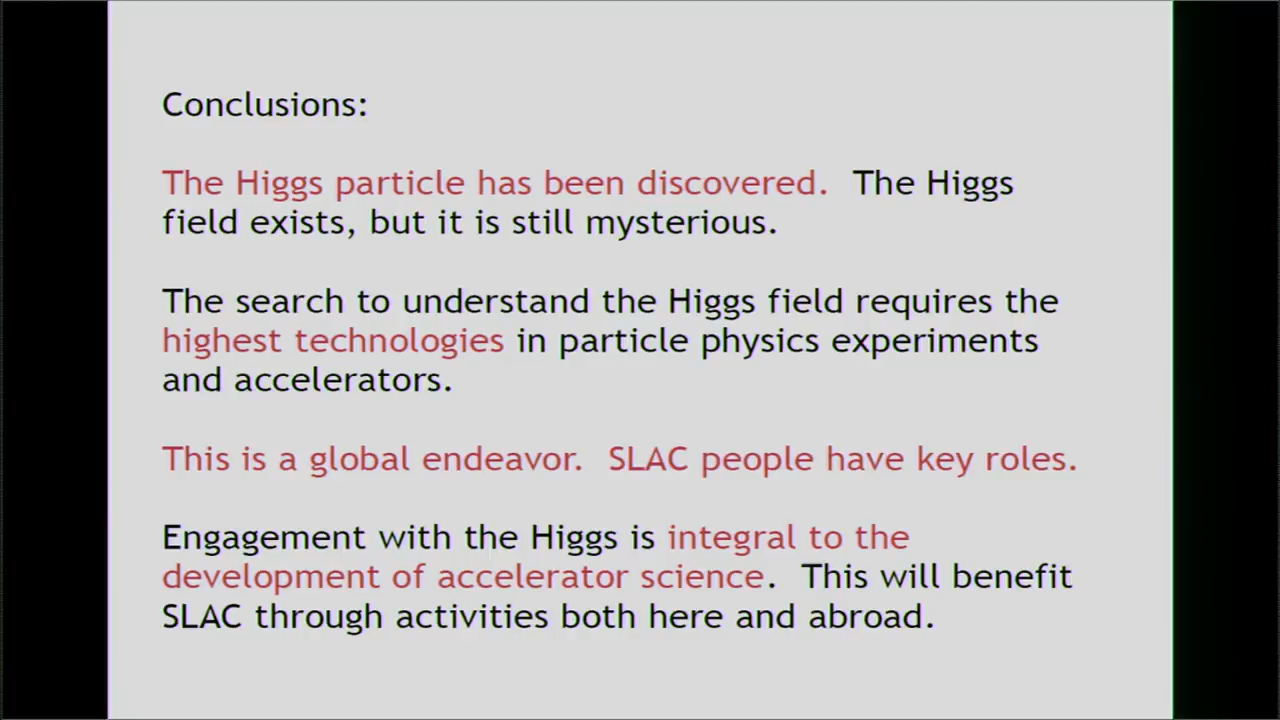 Conclusions:
The Higgs particle has been discovered. The Higgs
field exists, but it is still mysterious.
The search to understand the Higgs field requires the
highest technologies in particle physics experiments
and accelerators.
This is a global endeavor. SLAC people have key roles.
Engagement with the Higgs is integral to the
development of accelerator science. This will benefit
SLAC through activities both here and abroad.